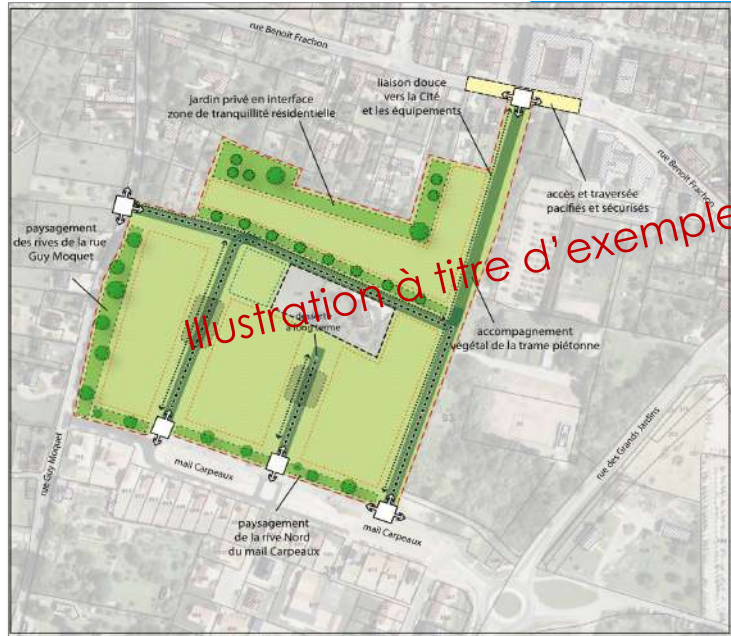 rue Benoit Frachon
liaison douce
vers la Cité
et les équipements
jardin privé en interface
zone de tranquillité résidentielle
rue Benoit Frachon
accès et traversée
pacifiés et sécurisés
paysagement
des rives de la rue
Guy Moquet
Illustration à titre d'exemple
desserte
à long terme
accompagnement
végétal de la trame piétonne
rue des Grands Jardins
rue Guy Moquet
mail Carpeaux
mail Carpeaux
paysagement
de la rive Nord
du mail Carpeaux